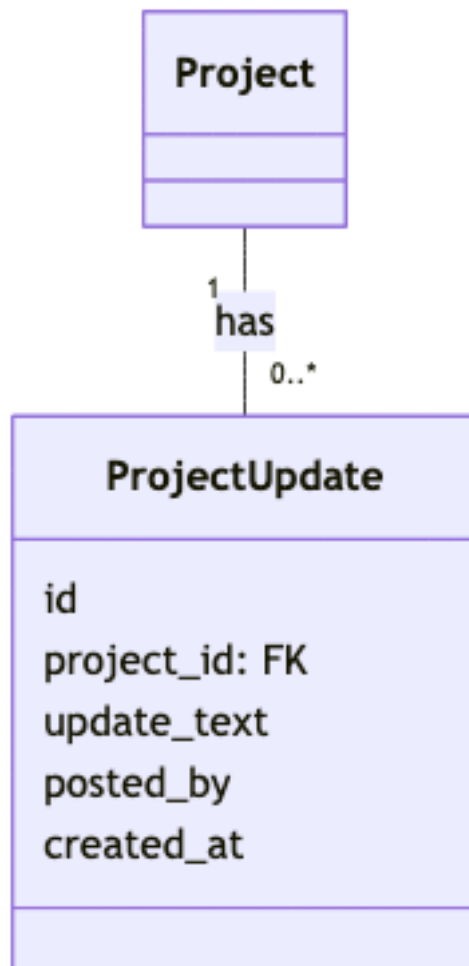 Project
1
has
0..*
ProjectUpdate
id
project_id: FK
update_text
posted_by
created_at